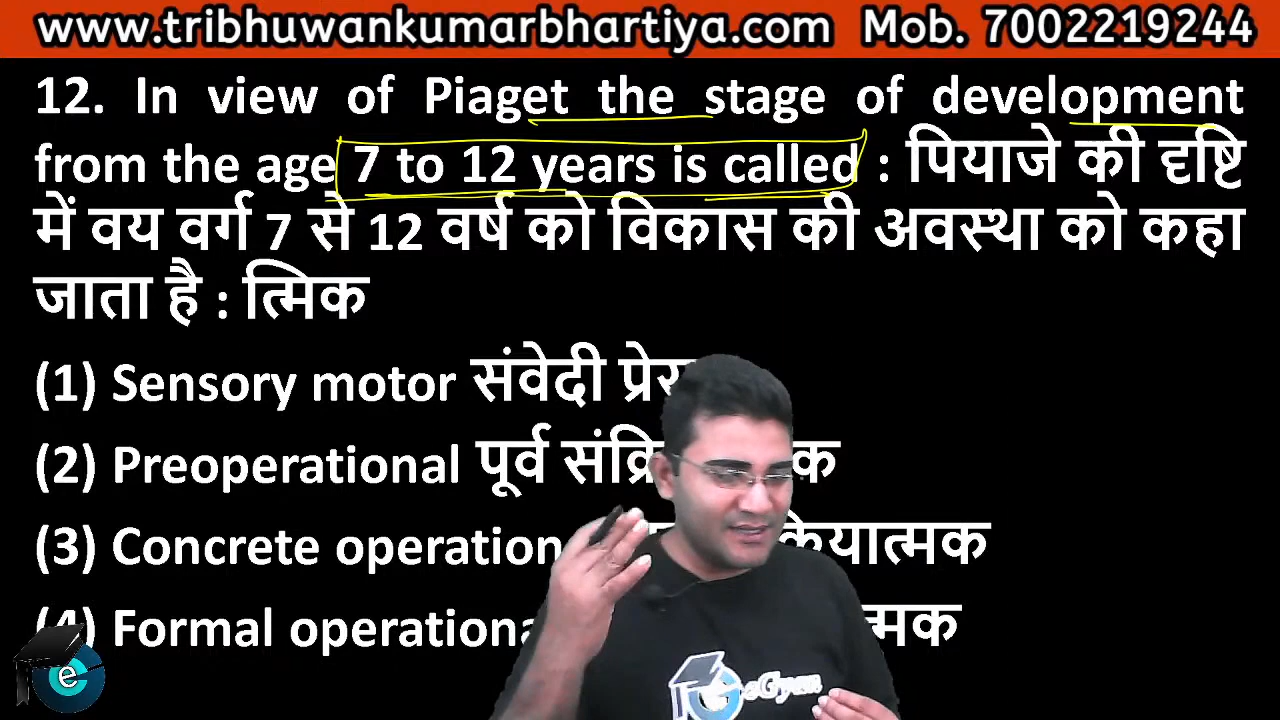 www.tribhuwankumarbhartiya.com Mob. 7002219244
12. In view of Piaget the stage of development
from the age 7 to 12 years is called : पियाजे की दृष्टि
में वय वर्ग 7 से 12 वर्ष को विकास की अवस्था को कहा
जाता है : त्मिक
(1) Sensory motor संवेदी
(2) Preoperational पूर्व
(3) Concrete
(4) Formal
e
eGyan